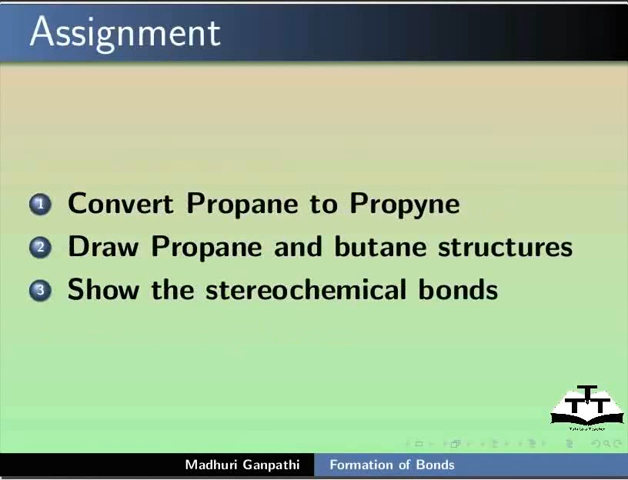 Assignment
1 Convert Propane to Propyne
2 Draw Propane and butane structures
3 Show the stereochemical bonds
T
T T
Madhuri Ganpathi Formation of Bonds